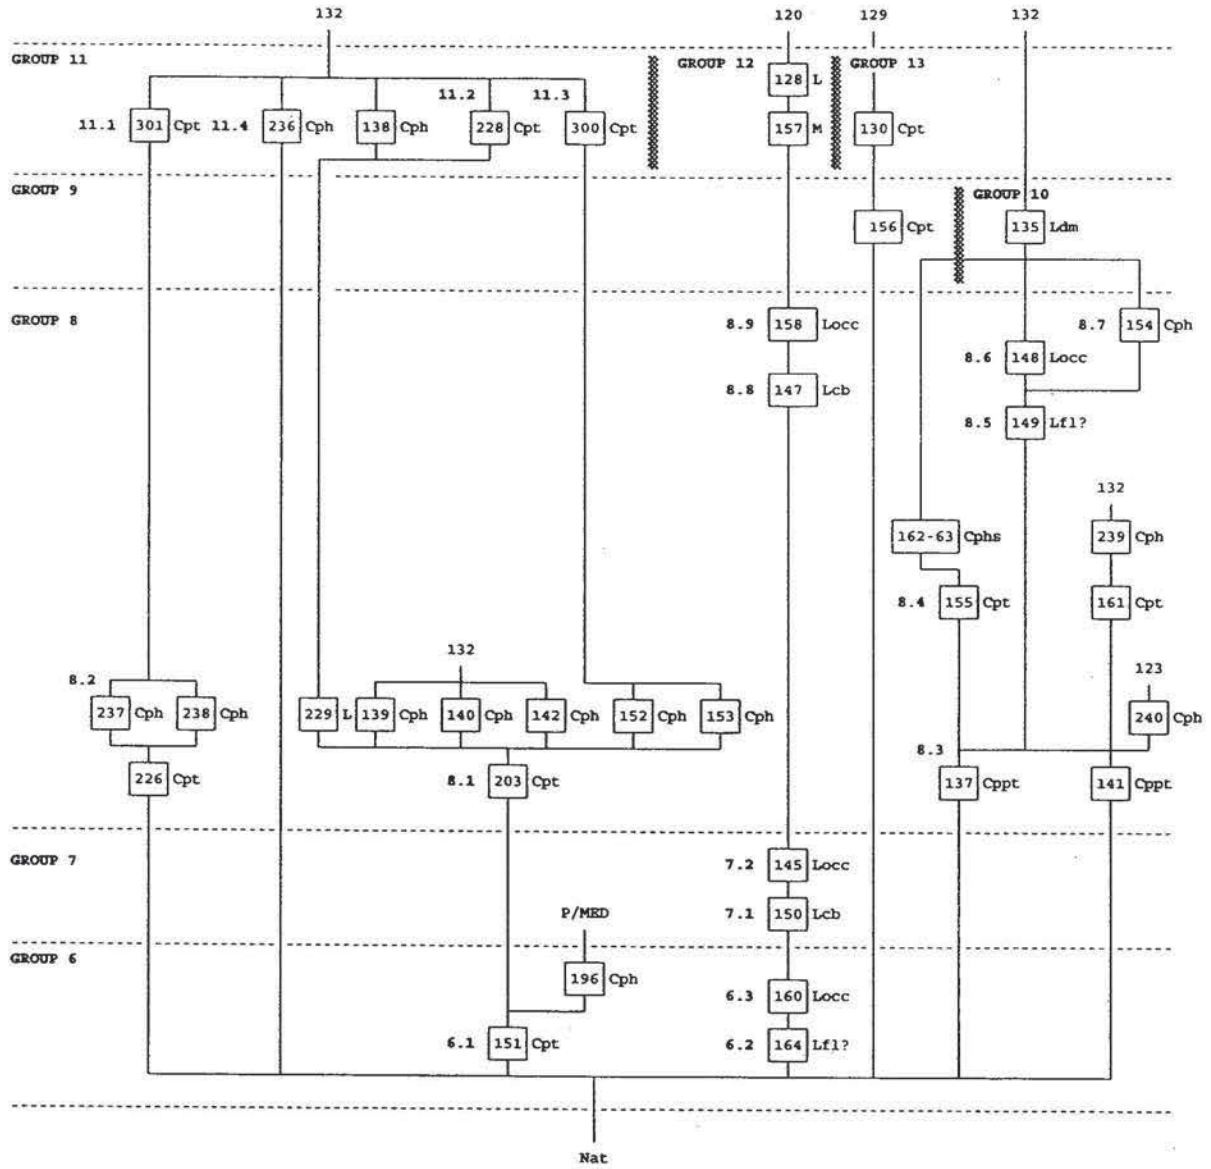 132 120 129 132
GROUP 11 GROUP 12 128 L GROUP 13
11.2 11.3
11.1 301 Cpt 11.4 236 Cph 138 Cph 228 Cpt 300 Cpt 157 M 130 Cpt
GROUP 9 GROUP 10
156 Cpt 135 Ldm
GROUP 8 8.9 158 Locc 8.7 154 Cph
8.6 148 Locc
8.8 147 Lcb
8.5 149 Lfl?
132
162-63 Cphs 239 Cph
8.4 155 Cpt 161 Cpt
132
8.2 123
237 Cph 238 Cph 229 L 139 Cph 140 Cph 142 Cph 152 Cph 153 Cph 240 Cph
8.3
226 Cpt 8.1 203 Cpt 137 Cppt 141 Cppt
GROUP 7 7.2 145 Locc
P/MED 7.1 150 Lcb
GROUP 6
196 Cph
6.3 160 Locc
6.1 151 Cpt 6.2 164 Lfl?
Nat